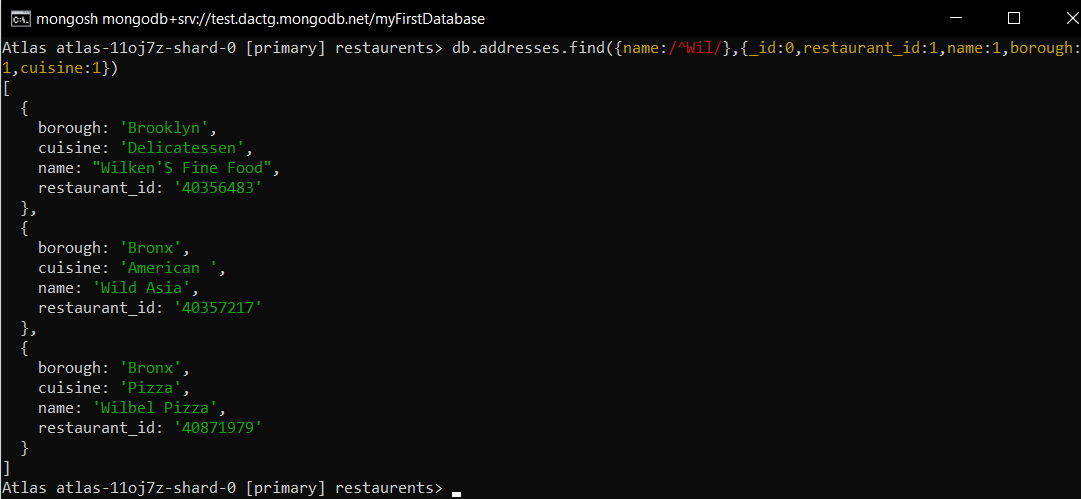 mongosh mongodb+srv://test.dactg.mongodb.net/myFirstDatabase
Atlas atlas-11oj7z-shard-0 [primary] restaurents> db.addresses.find({name:/^Wil/},{_id:0,restaurant_id:1,name:1,borough:
1,cuisine:1})
[
  {
    borough: 'Brooklyn',
    cuisine: 'Delicatessen',
    name: "Wilken'S Fine Food",
    restaurant_id: '40356483'
  },
  {
    borough: 'Bronx',
    cuisine: 'American ',
    name: 'Wild Asia',
    restaurant_id: '40357217'
  },
  {
    borough: 'Bronx',
    cuisine: 'Pizza',
    name: 'Wilbel Pizza',
    restaurant_id: '40871979'
  }
]
Atlas atlas-11oj7z-shard-0 [primary] restaurents>